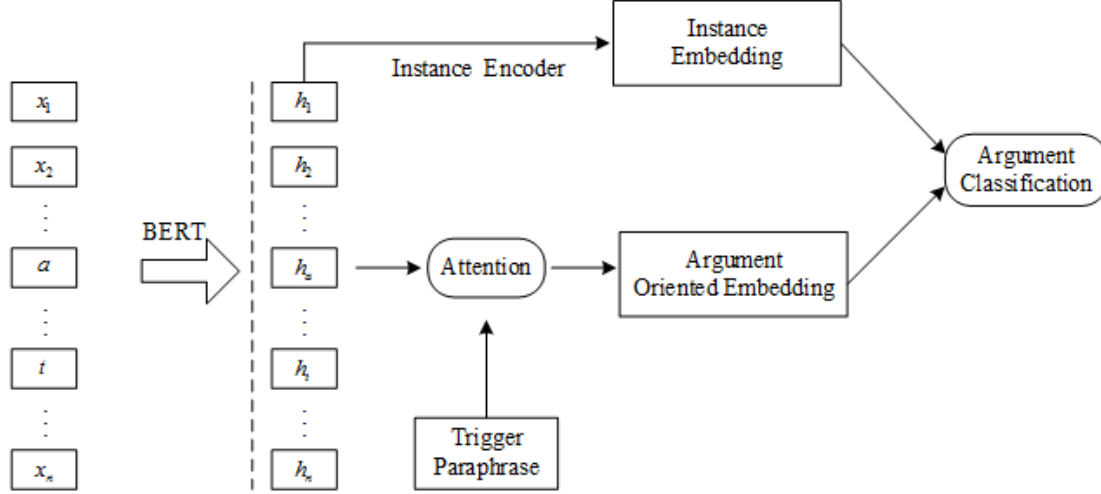 x₁
x₂
⋮
a
⋮
t
⋮
xₙ
BERT
h₁
h₂
⋮
hₐ
⋮
hₜ
⋮
hₙ
Instance Encoder
Instance
Embedding
Attention
Argument
Oriented Embedding
Trigger
Paraphrase
Argument
Classification